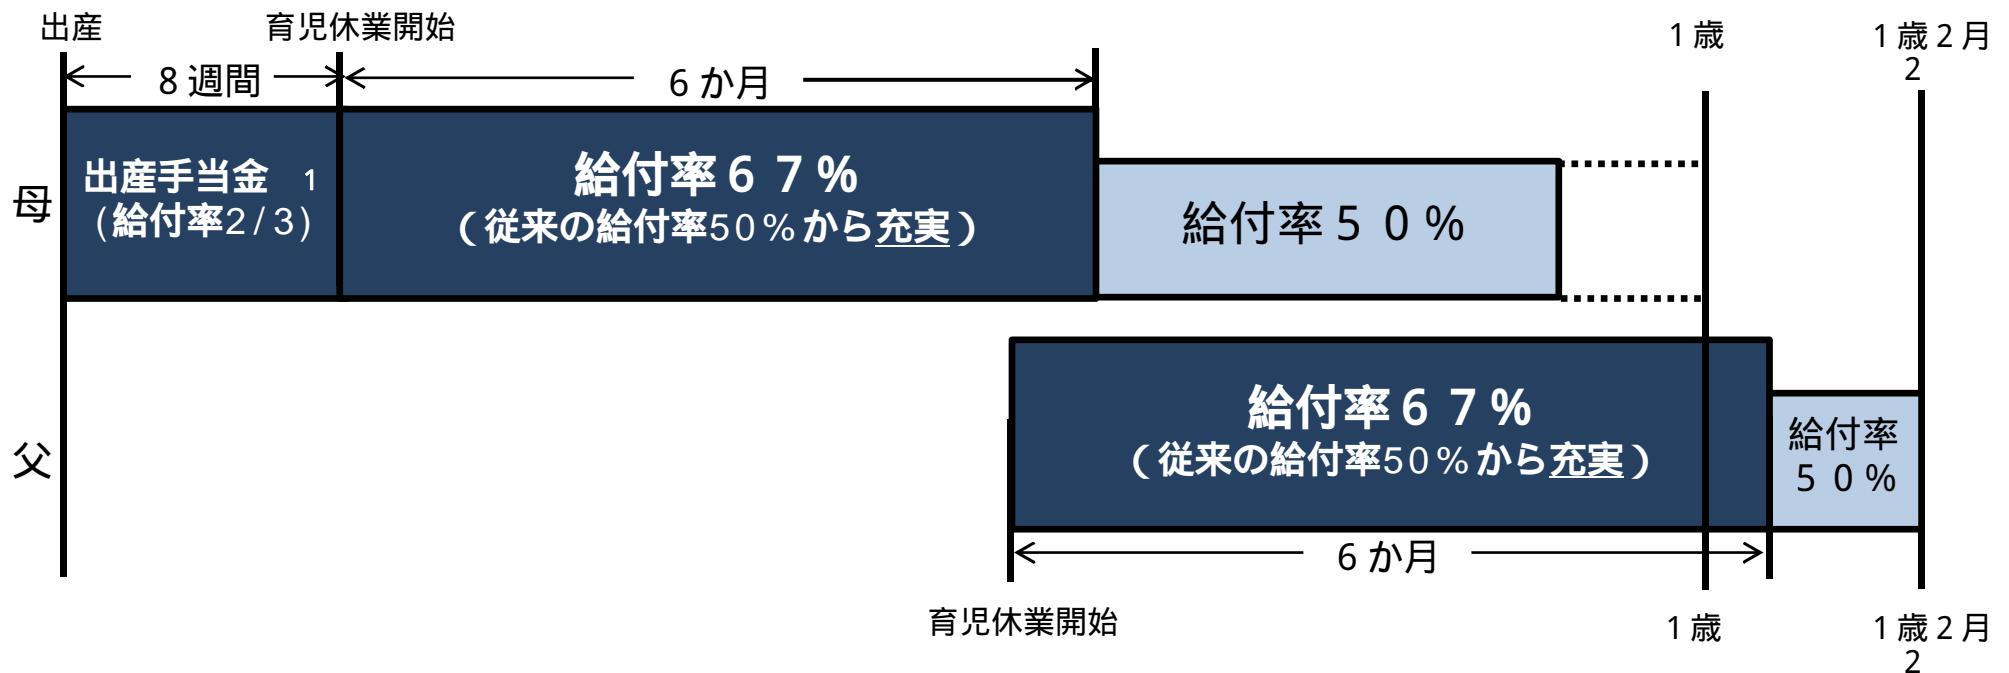 出産
育児休業開始
1歳
1歳2月
2
8週間
6か月
母
出産手当金 1
(給付率2/3)
給付率67%
(従来の給付率50%から充実)
給付率50%
父
給付率67%
(従来の給付率50%から充実)
給付率
50%
6か月
育児休業開始
1歳
1歳2月
2